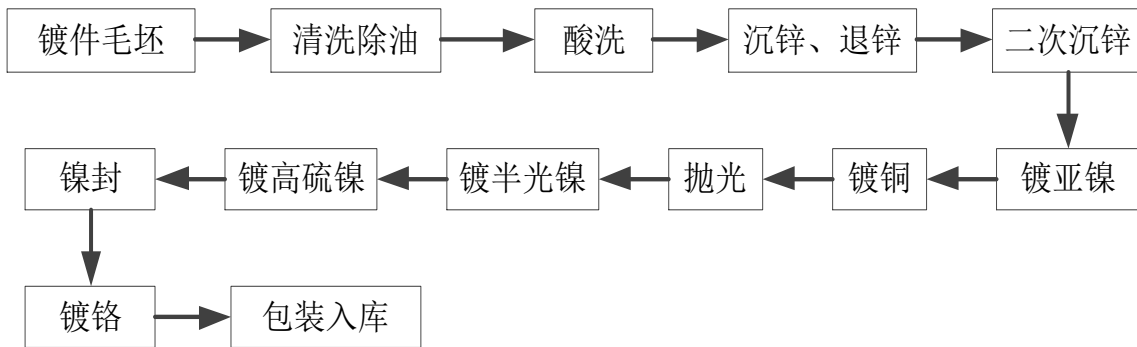 镀件毛坯
清洗除油
酸洗
沉锌、退锌
二次沉锌
镀亚镍
镀铜
抛光
镀半光镍
镀高硫镍
镍封
镀铬
包装入库